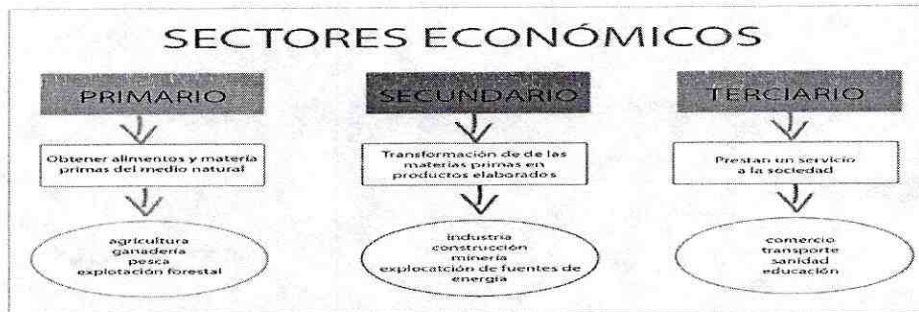 SECTORES ECONÓMICOS
PRIMARIO
Obtener alimentos y materia
primas del medio natural
agricultura
ganadería
pesca
explotación forestal
SECUNDARIO
Transformación de de las
materias primas en
productos elaborados
industria
construcción
minería
explocatción de fuentes de
energía
TERCIARIO
Prestan un servicio
a la sociedad
comercio
transporte
sanidad
educación